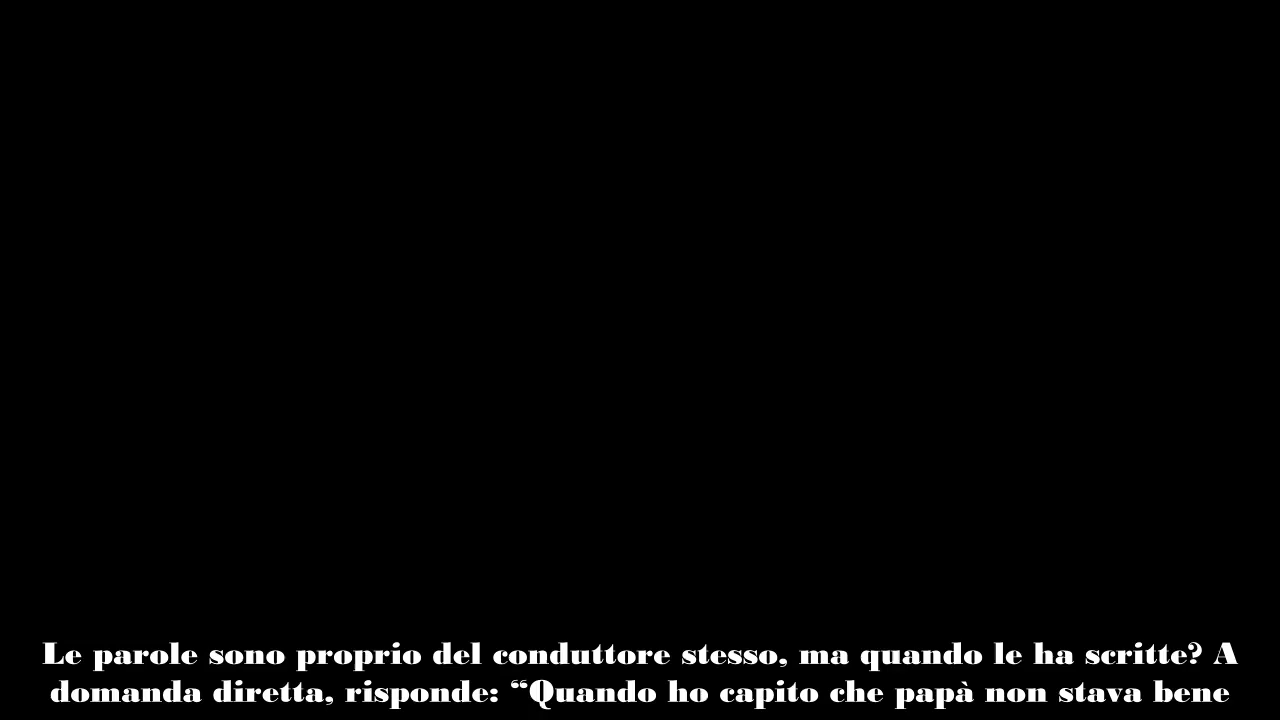 Le parole sono proprio del conduttore stesso, ma quando le ha scritte? A
domanda diretta, risponde: “Quando ho capito che papà non stava bene